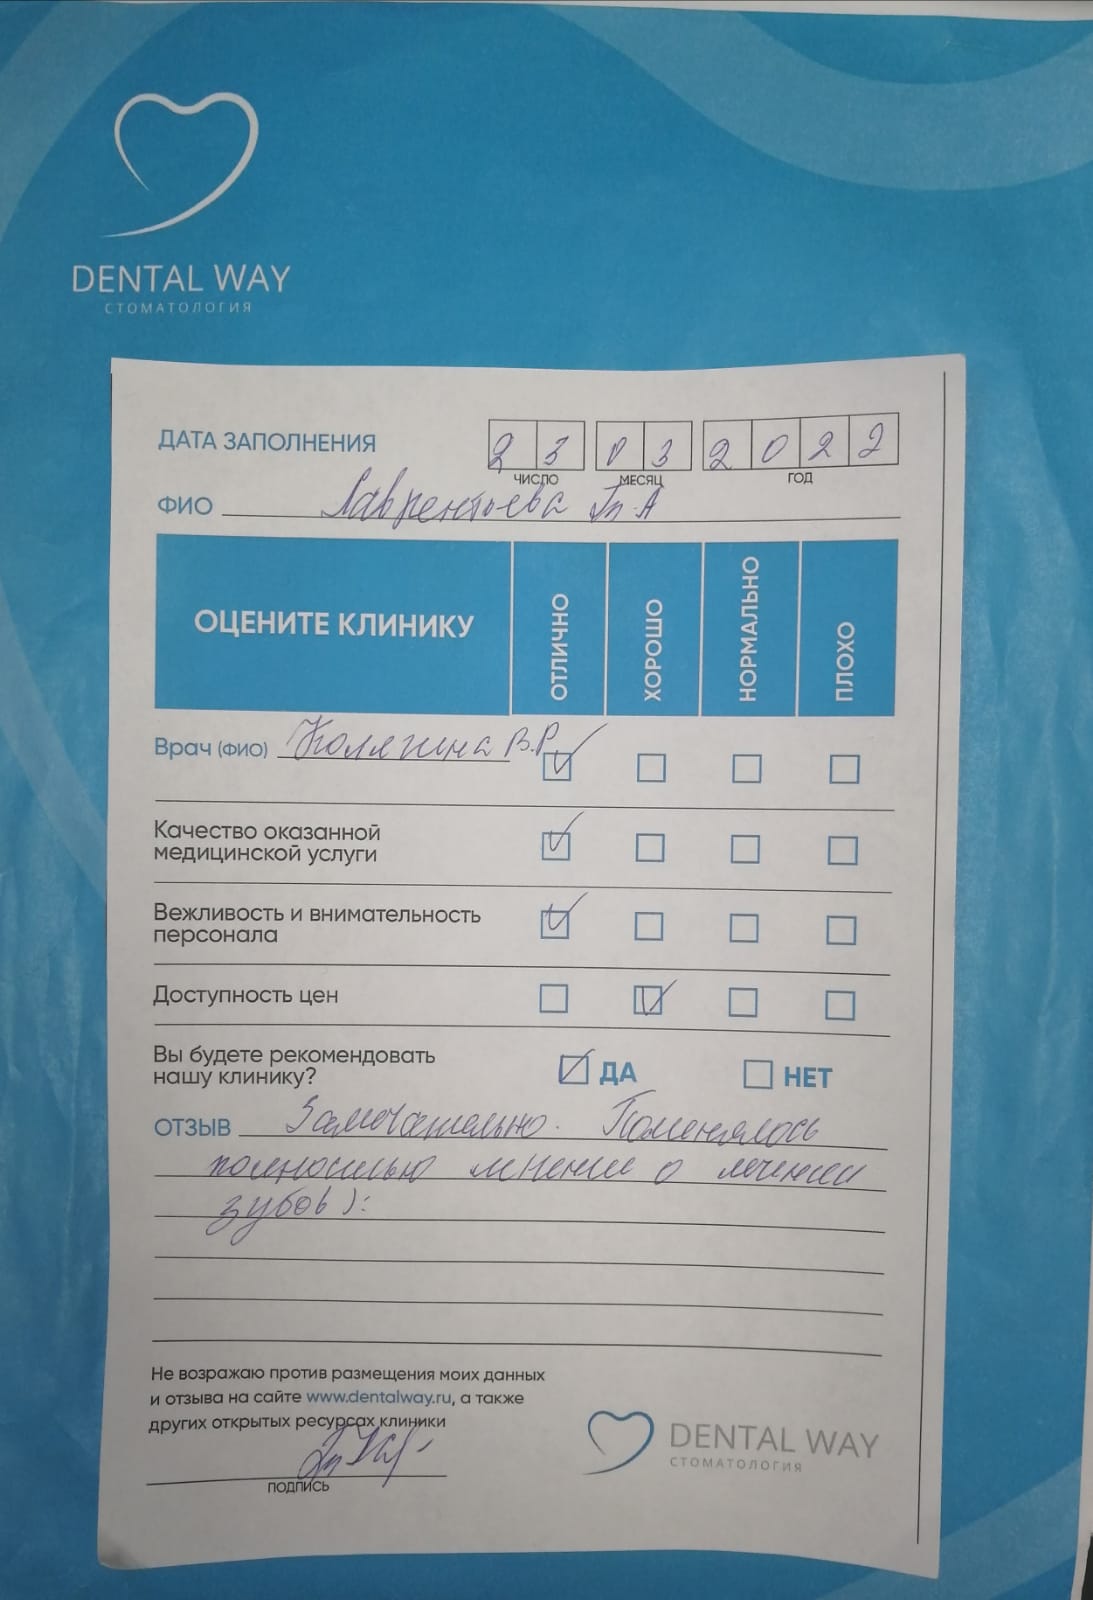 DENTAL WAY
СТОМАТОЛОГИЯ
ДАТА ЗАПОЛНЕНИЯ 23 03 2022
ЧИСЛО МЕСЯЦ ГОД
ФИО Лаврентьева Т.А
ОЦЕНИТЕ КЛИНИКУ ОТЛИЧНО ХОРОШО НОРМАЛЬНО ПЛОХО
Врач (ФИО) Колягина В.Р.
Качество оказанной
медицинской услуги
Вежливость и внимательность
персонала
Доступность цен
Вы будете рекомендовать
нашу клинику? ДА НЕТ
ОТЗЫВ Замечательно. Поменялось
полностью мнение о лечении
зубов ):
Не возражаю против размещения моих данных
и отзыва на сайте www.dentalway.ru, а также
других открытых ресурсах клиники
ПОДПИСЬ
DENTAL WAY
СТОМАТОЛОГИЯ